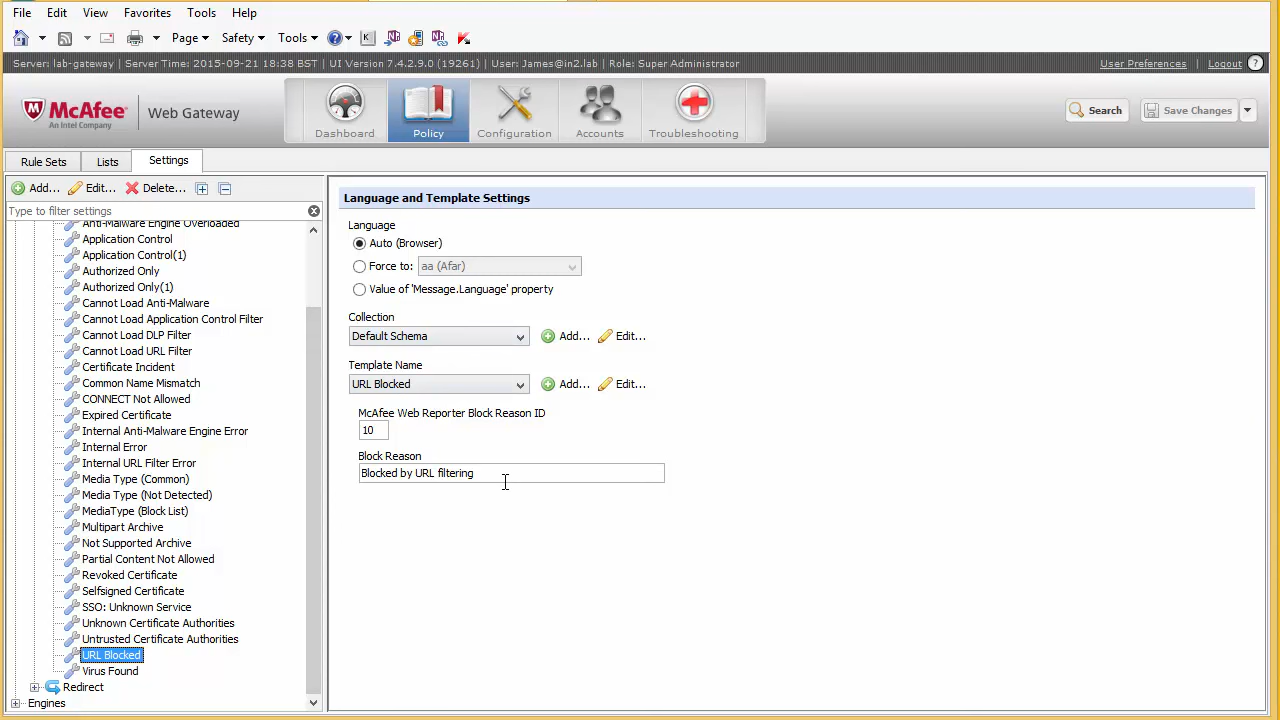 File Edit View Favorites Tools Help
Page Safety Tools
Server: lab-gateway | Server Time: 2015-09-21 18:38 BST | UI Version 7.4.2.9.0 (19261) | User: James@in2.lab | Role: Super Administrator User Preferences Logout ?
McAfee
An Intel Company
Web Gateway
Dashboard Policy Configuration Accounts Troubleshooting
Search Save Changes
Rule Sets Lists Settings
Add... Edit... Delete...
Type to filter settings
Anti-Malware Engine Overloaded
Application Control
Application Control(1)
Authorized Only
Authorized Only(1)
Cannot Load Anti-Malware
Cannot Load Application Control Filter
Cannot Load DLP Filter
Cannot Load URL Filter
Certificate Incident
Common Name Mismatch
CONNECT Not Allowed
Expired Certificate
Internal Anti-Malware Engine Error
Internal Error
Internal URL Filter Error
Media Type (Common)
Media Type (Not Detected)
MediaType (Block List)
Multipart Archive
Not Supported Archive
Partial Content Not Allowed
Revoked Certificate
Selfsigned Certificate
SSO: Unknown Service
Unknown Certificate Authorities
Untrusted Certificate Authorities
URL Blocked
Virus Found
Redirect
Engines
Language and Template Settings
Language
Auto (Browser)
Force to: aa (Afar)
Value of 'Message.Language' property
Collection
Default Schema Add... Edit...
Template Name
URL Blocked Add... Edit...
McAfee Web Reporter Block Reason ID
10
Block Reason
Blocked by URL filtering